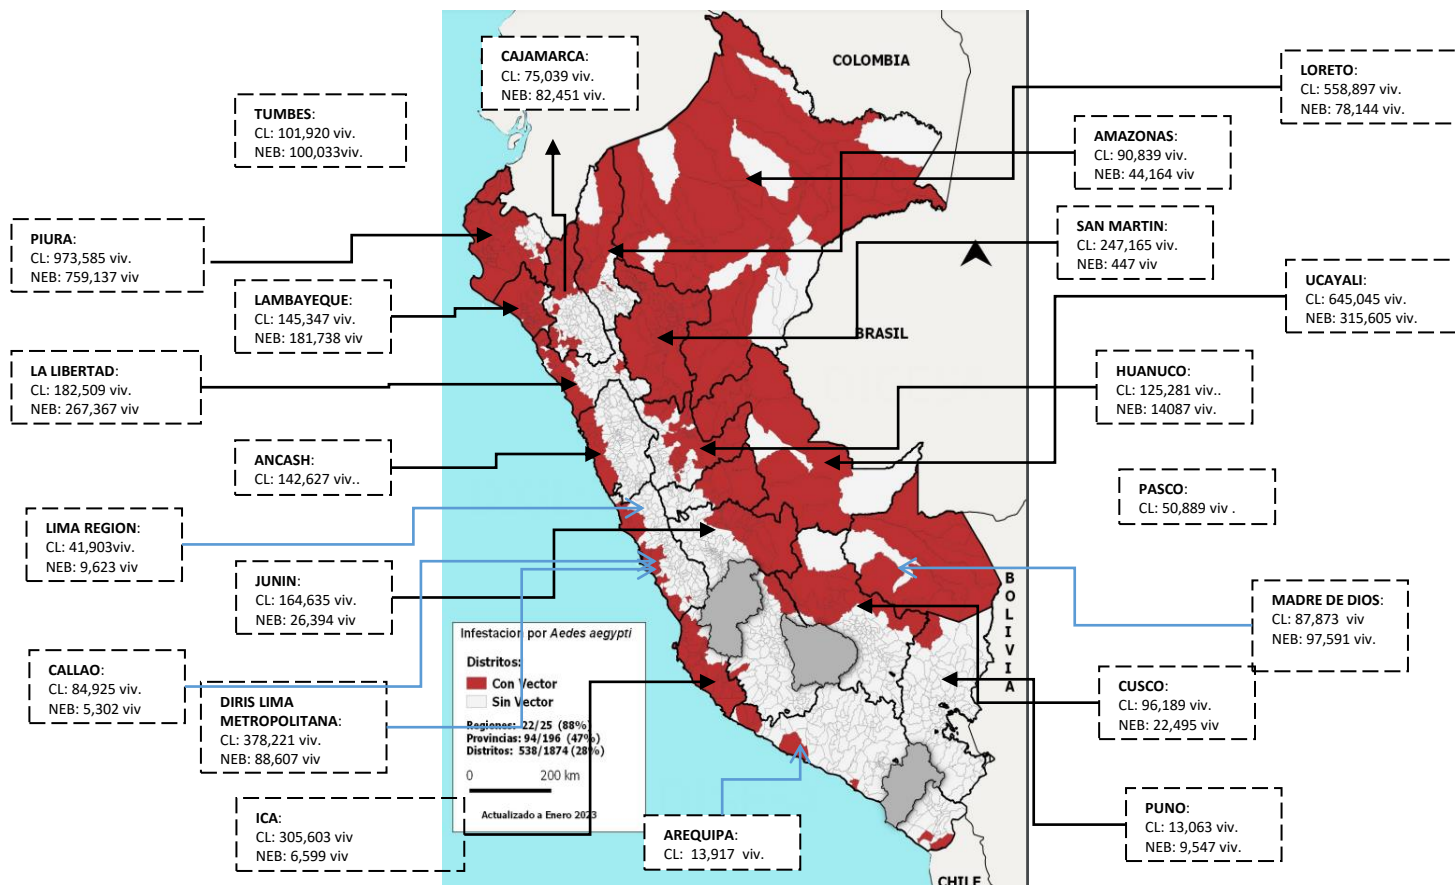 CAJAMARCA:
CL: 75,039 viv.
NEB: 82,451 viv.
COLOMBIA
LORETO:
CL: 558,897 viv.
NEB: 78,144 viv.
TUMBES:
CL: 101,920 viv.
NEB: 100,033viv.
AMAZONAS:
CL: 90,839 viv.
NEB: 44,164 viv
PIURA:
CL: 973,585 viv.
NEB: 759,137 viv
SAN MARTIN:
CL: 247,165 viv.
NEB: 447 viv
LAMBAYEQUE:
CL: 145,347 viv.
NEB: 181,738 viv
UCAYALI:
CL: 645,045 viv.
NEB: 315,605 viv.
BRASIL
LA LIBERTAD:
CL: 182,509 viv.
NEB: 267,367 viv
HUANUCO:
CL: 125,281 viv..
NEB: 14087 viv.
ANCASH:
CL: 142,627 viv..
PASCO:
CL: 50,889 viv .
LIMA REGION:
CL: 41,903viv.
NEB: 9,623 viv
JUNIN:
CL: 164,635 viv.
NEB: 26,394 viv
BOLIVIA
MADRE DE DIOS:
CL: 87,873 viv
NEB: 97,591 viv.
CALLAO:
CL: 84,925 viv.
NEB: 5,302 viv
DIRIS LIMA
METROPOLITANA:
CL: 378,221 viv.
NEB: 88,607 viv
CUSCO:
CL: 96,189 viv.
NEB: 22,495 viv
Infestacion por Aedes aegypti
Distritos:
Con Vector
Sin Vector
Regiones: 22/25 (88%)
Provincias: 94/196 (47%)
Distritos: 538/1874 (28%)
0 200 km
Actualizado a Enero 2023
ICA:
CL: 305,603 viv
NEB: 6,599 viv
AREQUIPA:
CL: 13,917 viv.
PUNO:
CL: 13,063 viv.
NEB: 9,547 viv.
CHILE